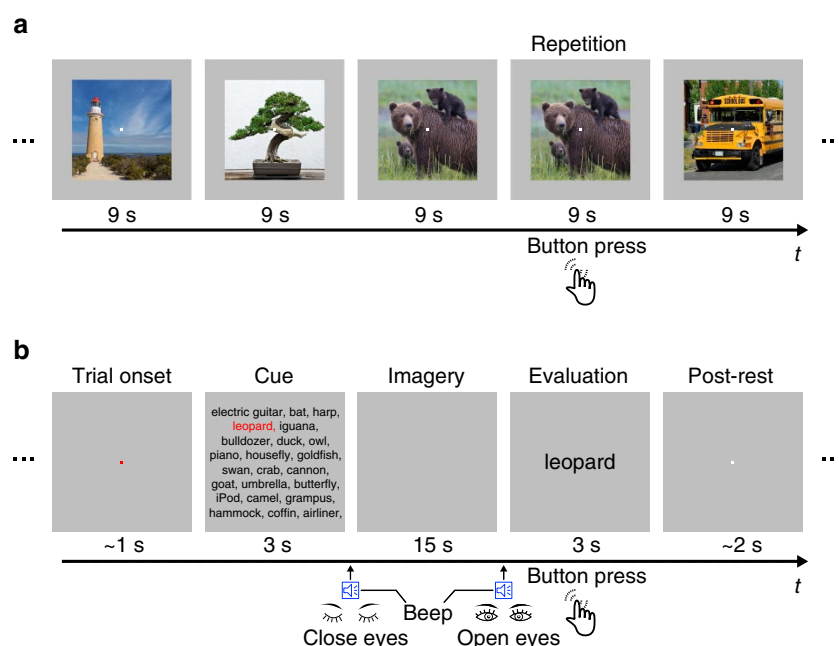 a
Repetition
SCHOOL BUS
9 s 9 s 9 s 9 s 9 s
Button press
t
b
Trial onset Cue Imagery Evaluation Post-rest
electric guitar, bat, harp,
leopard, iguana,
bulldozer, duck, owl,
piano, housefly, goldfish,
swan, crab, cannon,
goat, umbrella, butterfly,
iPod, camel, grampus,
hammock, coffin, airliner,
leopard
~1 s 3 s 15 s 3 s ~2 s
Button press
t
Beep
Close eyes Open eyes